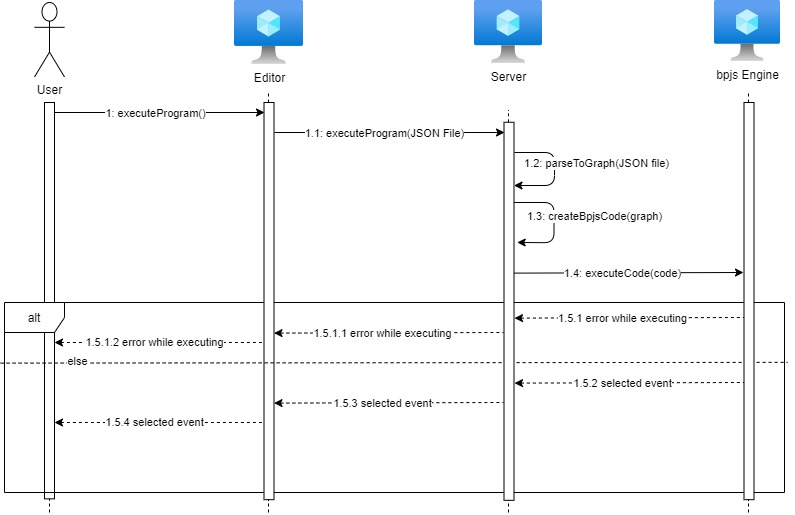 User
Editor
Server
bpjs Engine
1: executeProgram()
1.1: executeProgram(JSON File)
1.2: parseToGraph(JSON file)
1.3: createBpjsCode(graph)
1.4: executeCode(code)
alt
1.5.1 error while executing
1.5.1.1 error while executing
1.5.1.2 error while executing
else
1.5.2 selected event
1.5.3 selected event
1.5.4 selected event